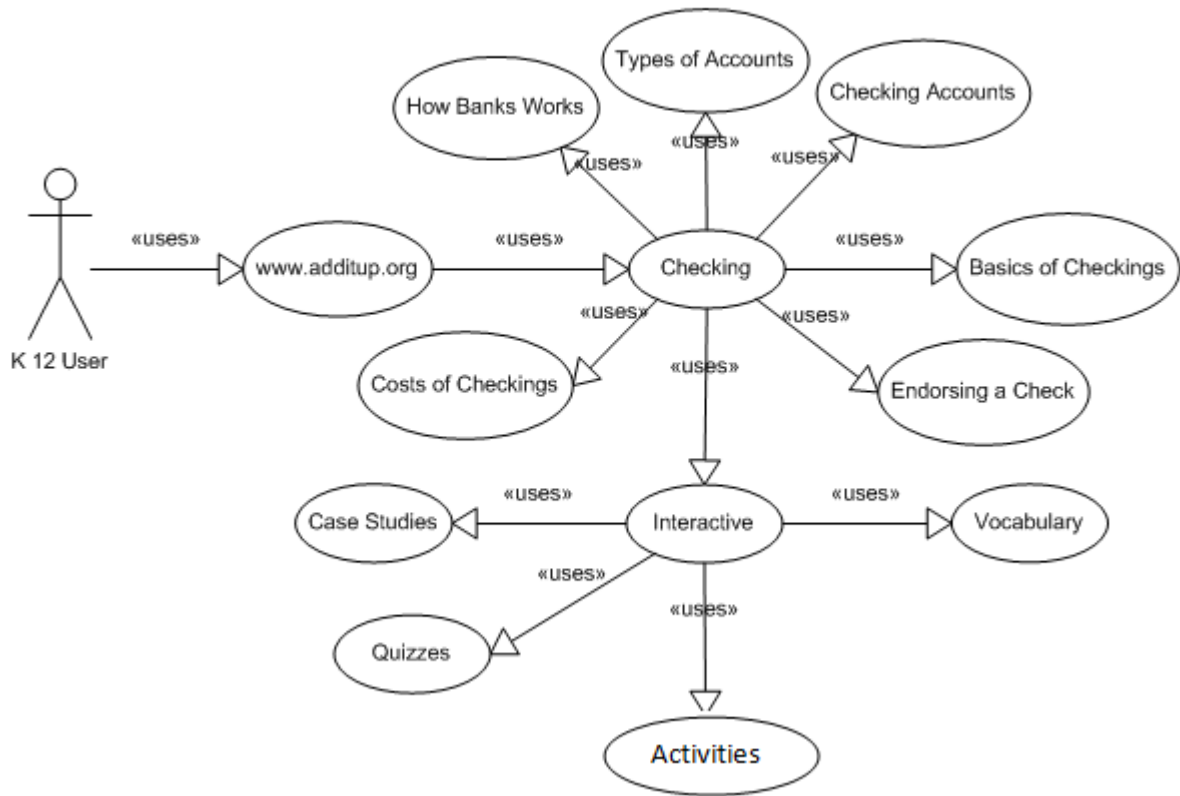 Types of Accounts
How Banks Works
Checking Accounts
«uses»
«uses»
«uses»
«uses»
«uses»
«uses»
www.additup.org
Checking
Basics of Checkings
«uses»
«uses»
K 12 User
Costs of Checkings
«uses»
Endorsing a Check
«uses»
«uses»
Case Studies
Interactive
Vocabulary
«uses»
«uses»
Quizzes
Activities